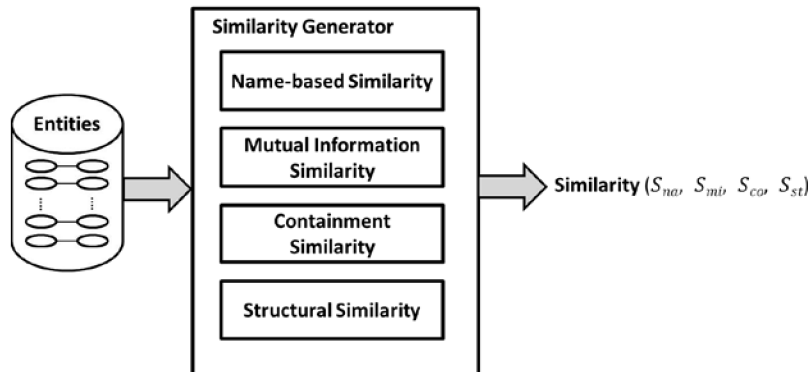 Similarity Generator
Name-based Similarity
Entities
Mutual Information
Similarity
Similarity (S_na, S_mi, S_co, S_st)
Containment
Similarity
Structural Similarity